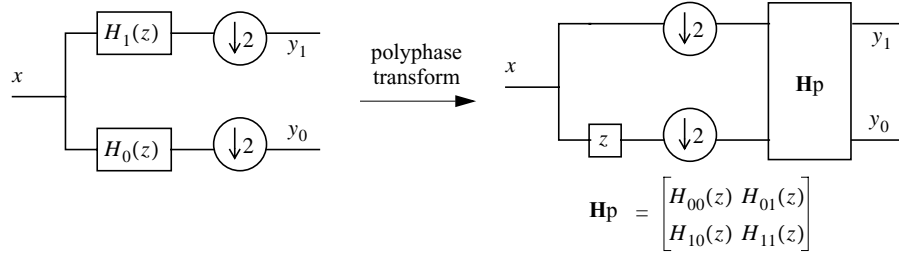 H₁(z) ↓2 y₁
x
H₀(z) ↓2 y₀
polyphase
transform
x
↓2 y₁
Hp
z ↓2 y₀
Hp = [H₀₀(z) H₀₁(z)
H₁₀(z) H₁₁(z)]